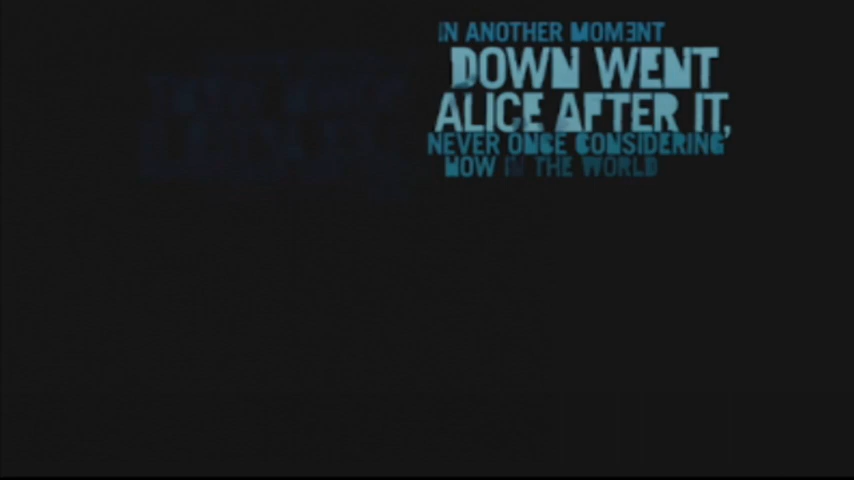 IN ANOTHER MOMENT
DOWN WENT
ALICE AFTER IT,
NEVER ONCE CONSIDERING
HOW IN THE WORLD